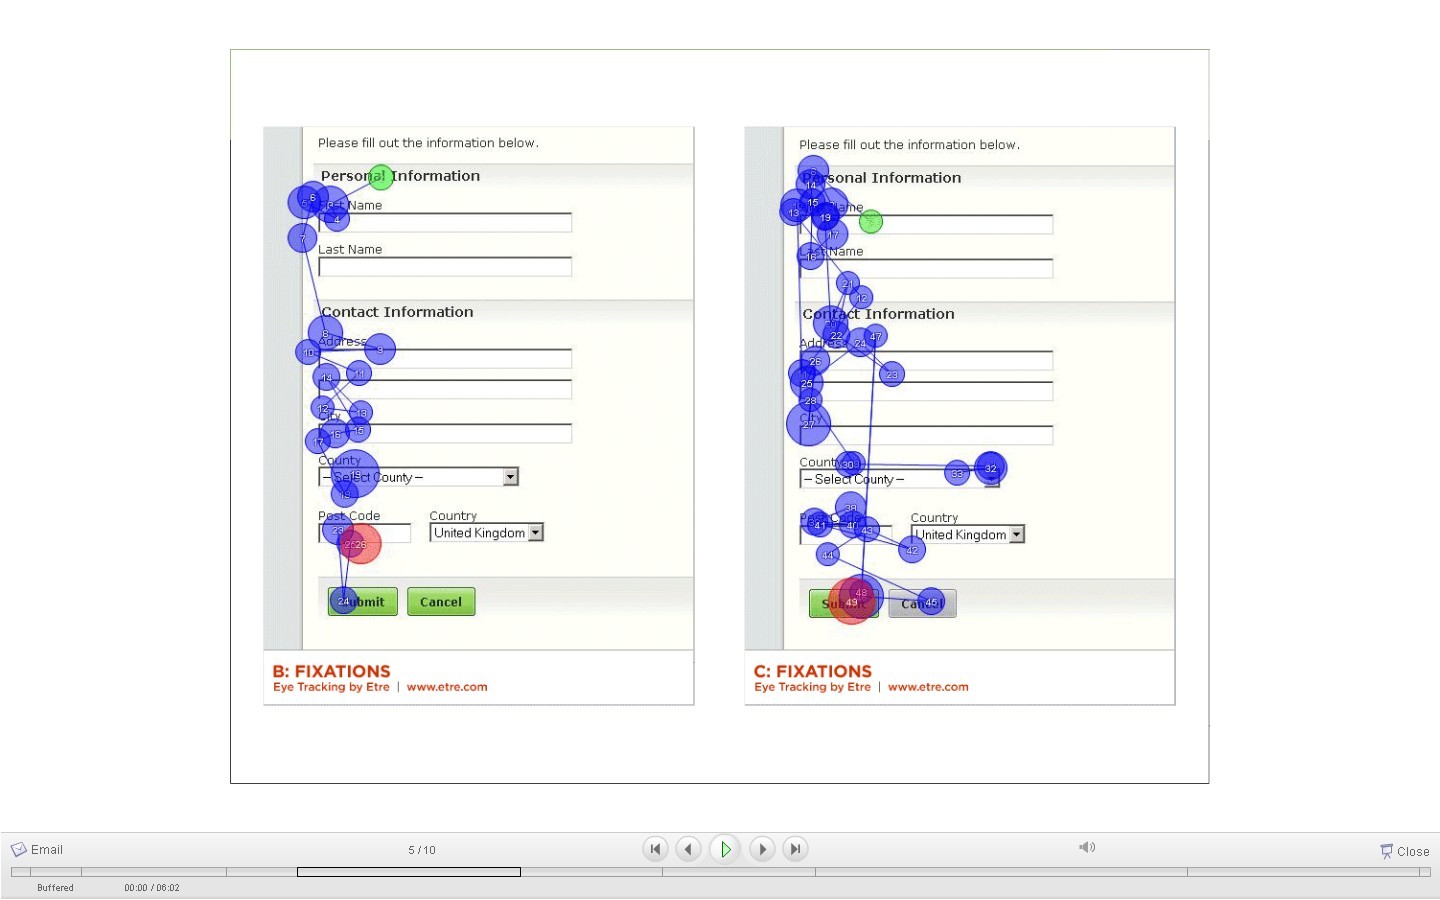 Please fill out the information below.
Personal Information
First Name
Last Name
Contact Information
Address
City
County
– Select County –
Post Code
Country
United Kingdom
Submit
Cancel
B: FIXATIONS
Eye Tracking by Etre | www.etre.com
Please fill out the information below.
Personal Information
Name
Last Name
Contact Information
Address
City
County
– Select County –
Post Code
Country
United Kingdom
Submit
Cancel
C: FIXATIONS
Eye Tracking by Etre | www.etre.com
Email
5 / 10
Close
Buffered
00:00 / 06:02